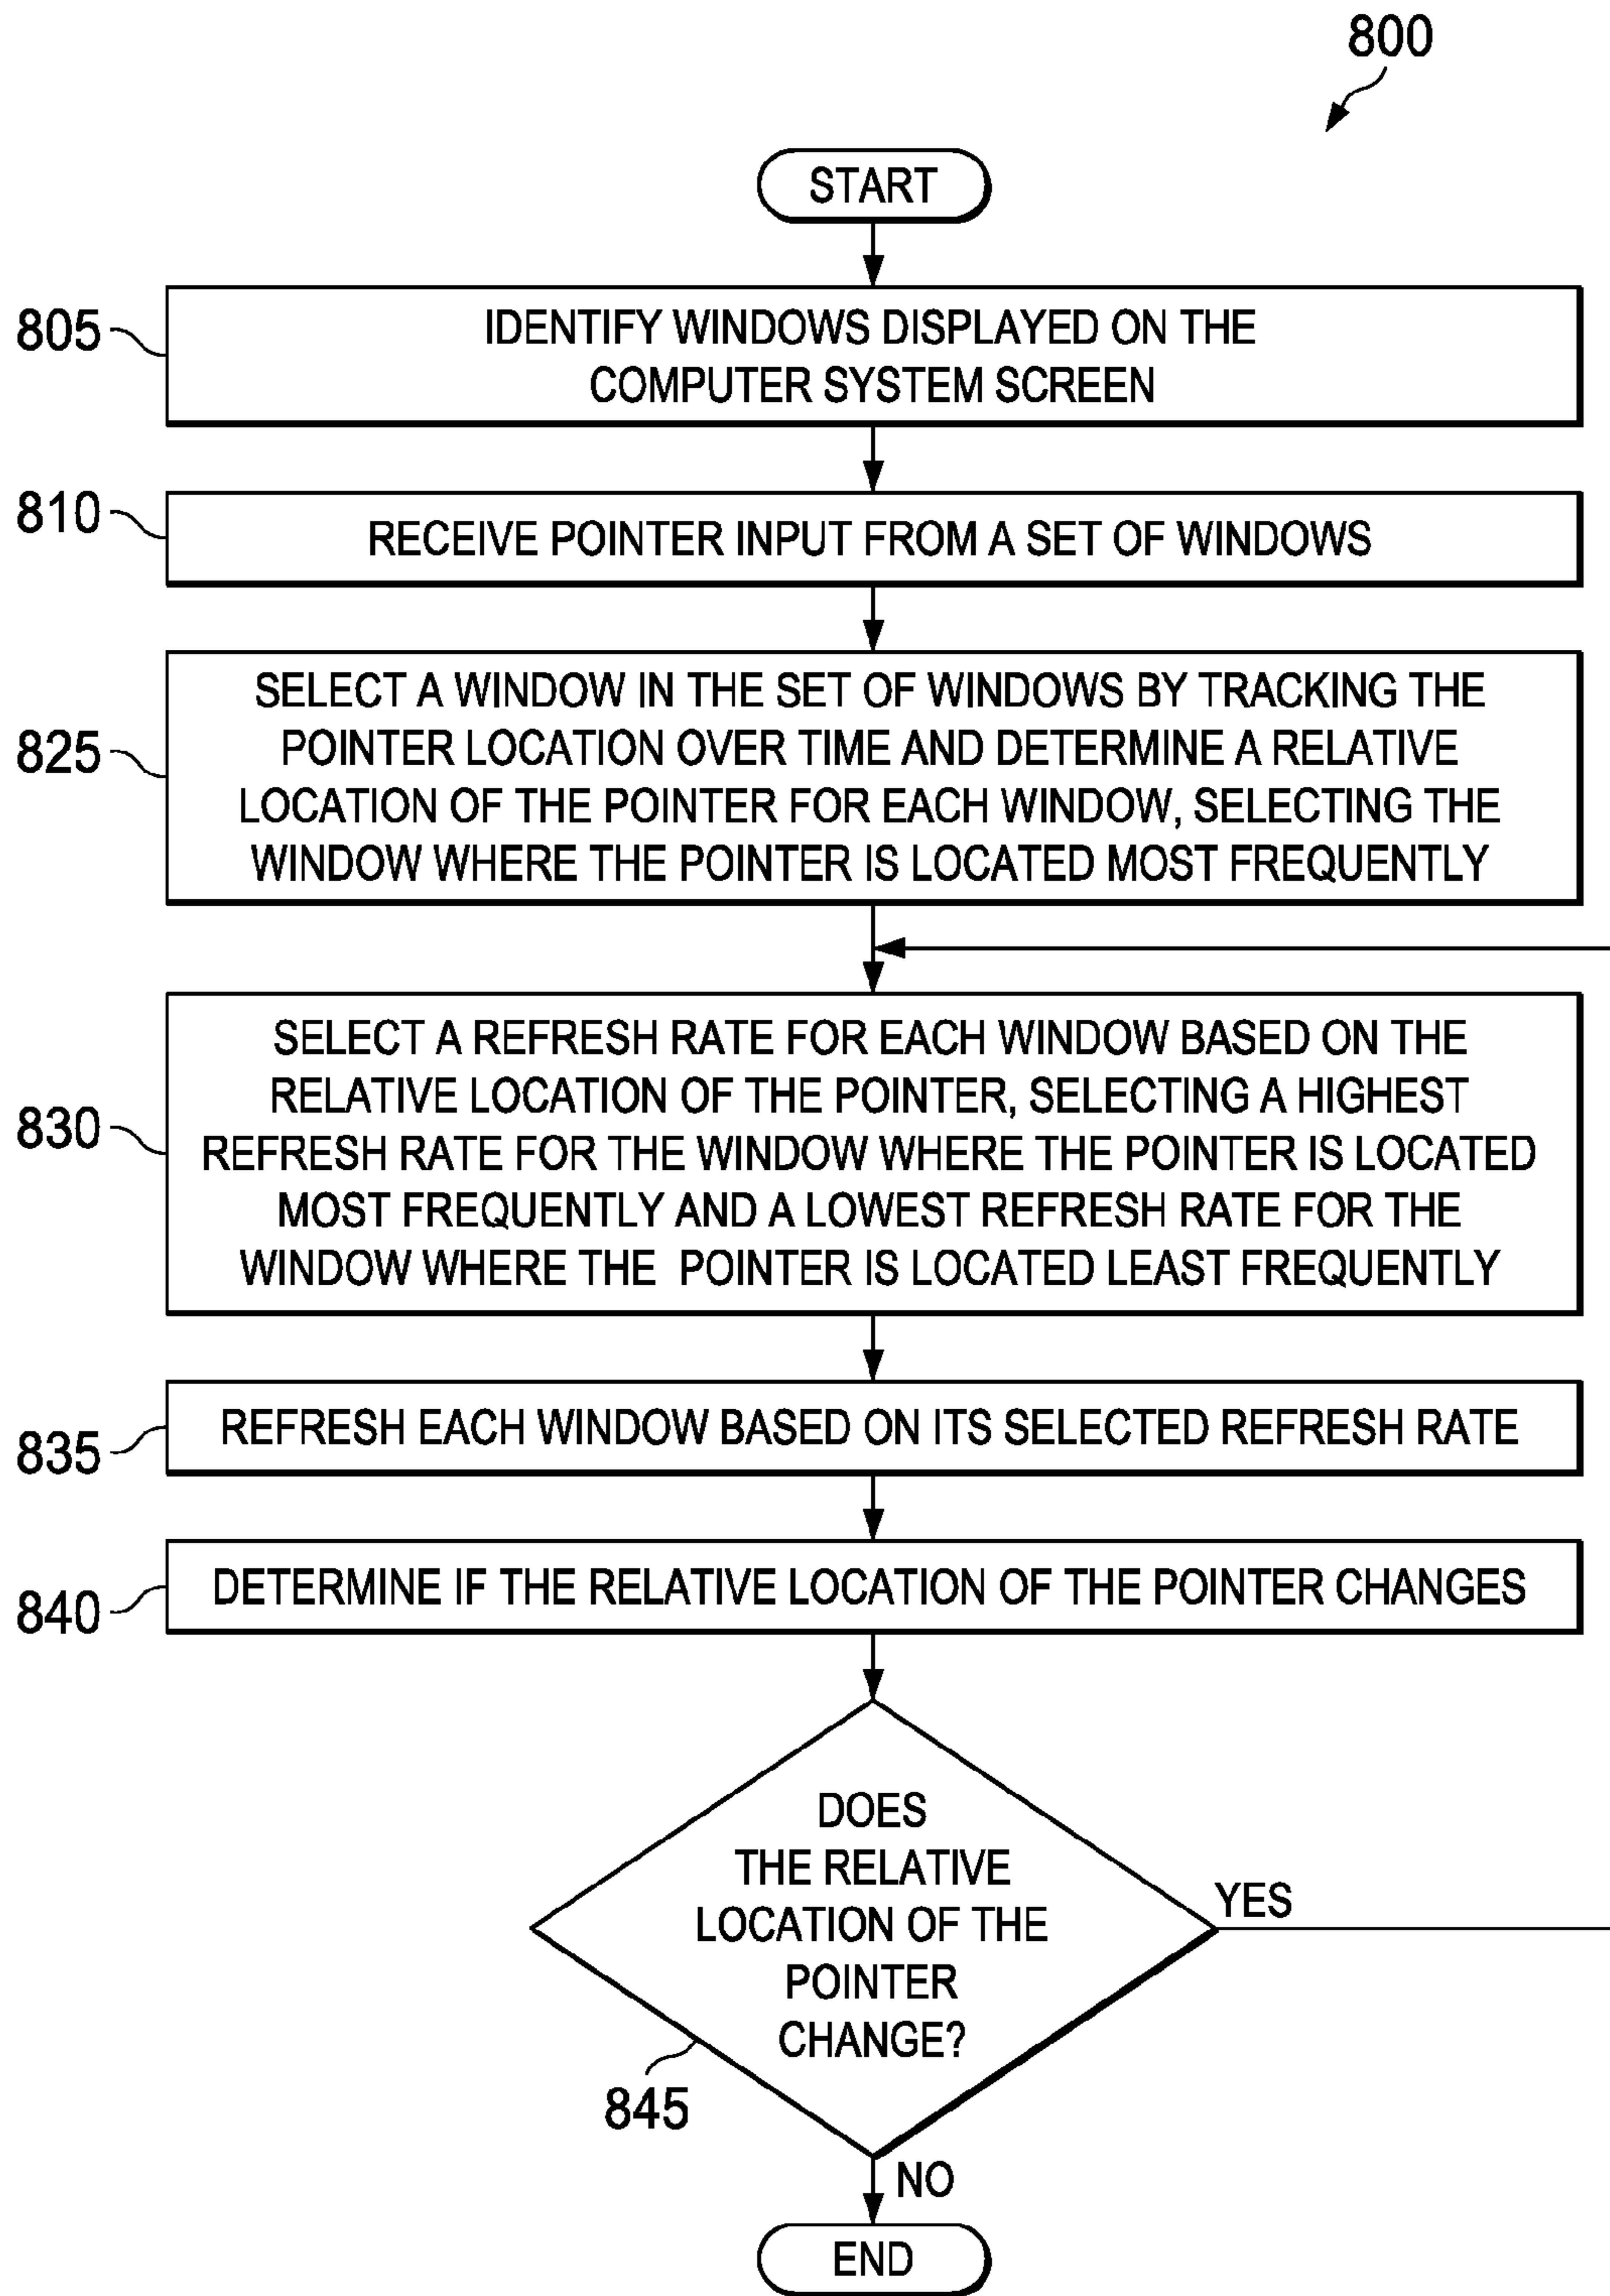 800
START
805
IDENTIFY WINDOWS DISPLAYED ON THE
COMPUTER SYSTEM SCREEN
810
RECEIVE POINTER INPUT FROM A SET OF WINDOWS
825
SELECT A WINDOW IN THE SET OF WINDOWS BY TRACKING THE
POINTER LOCATION OVER TIME AND DETERMINE A RELATIVE
LOCATION OF THE POINTER FOR EACH WINDOW, SELECTING THE
WINDOW WHERE THE POINTER IS LOCATED MOST FREQUENTLY
830
SELECT A REFRESH RATE FOR EACH WINDOW BASED ON THE
RELATIVE LOCATION OF THE POINTER, SELECTING A HIGHEST
REFRESH RATE FOR THE WINDOW WHERE THE POINTER IS LOCATED
MOST FREQUENTLY AND A LOWEST REFRESH RATE FOR THE
WINDOW WHERE THE POINTER IS LOCATED LEAST FREQUENTLY
835
REFRESH EACH WINDOW BASED ON ITS SELECTED REFRESH RATE
840
DETERMINE IF THE RELATIVE LOCATION OF THE POINTER CHANGES
DOES
THE RELATIVE
LOCATION OF THE
POINTER
CHANGE?
YES
845
NO
END